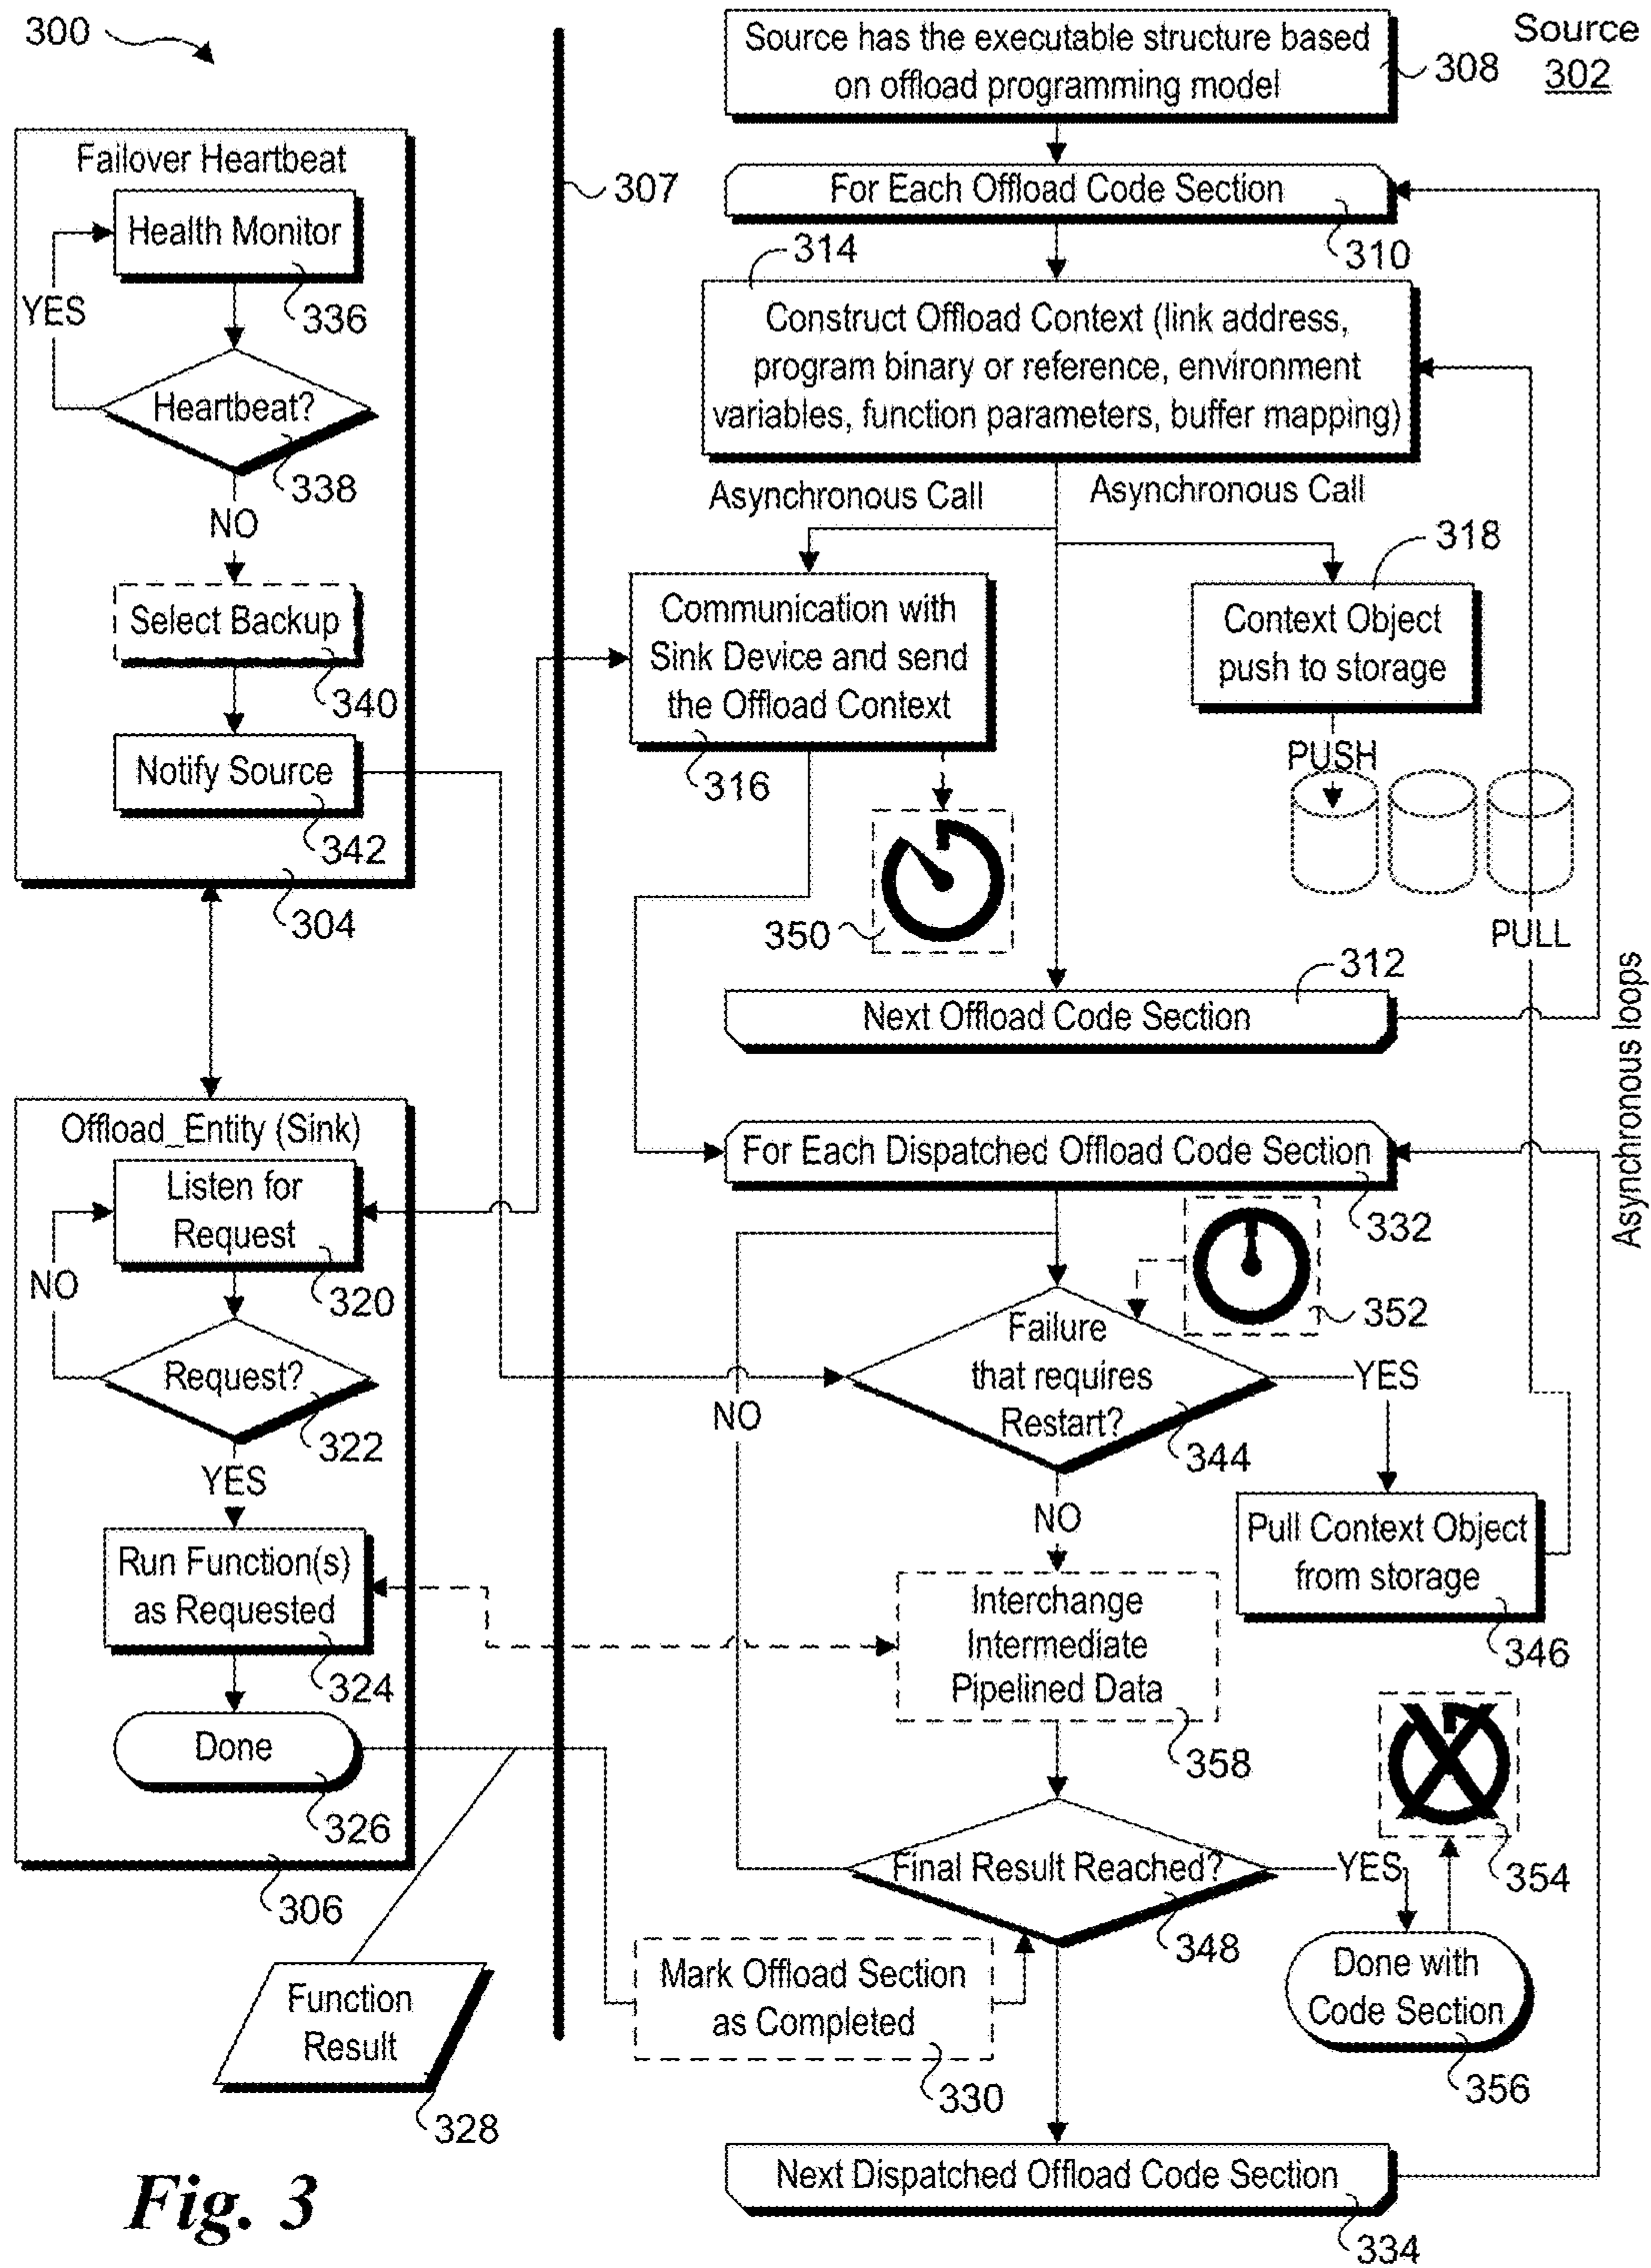 300
Source
302
Source has the executable structure based
on offload programming model
308
307
For Each Offload Code Section
310
314
Construct Offload Context (link address,
program binary or reference, environment
variables, function parameters, buffer mapping)
Asynchronous Call
Asynchronous Call
318
Communication with
Sink Device and send
the Offload Context
316
Context Object
push to storage
PUSH
PULL
350
312
Next Offload Code Section
Asynchronous loops
Failover Heartbeat
Health Monitor
336
YES
Heartbeat?
338
NO
Select Backup
340
Notify Source
342
304
Offload_Entity (Sink)
Listen for
Request
320
NO
Request?
322
YES
Run Function(s)
as Requested
324
Done
326
306
Function
Result
328
For Each Dispatched Offload Code Section
332
352
Failure
that requires
Restart?
344
YES
NO
NO
Pull Context Object
from storage
346
Interchange
Intermediate
Pipelined Data
358
354
Final Result Reached?
348
YES
Mark Offload Section
as Completed
330
Done with
Code Section
356
Next Dispatched Offload Code Section
334
Fig. 3